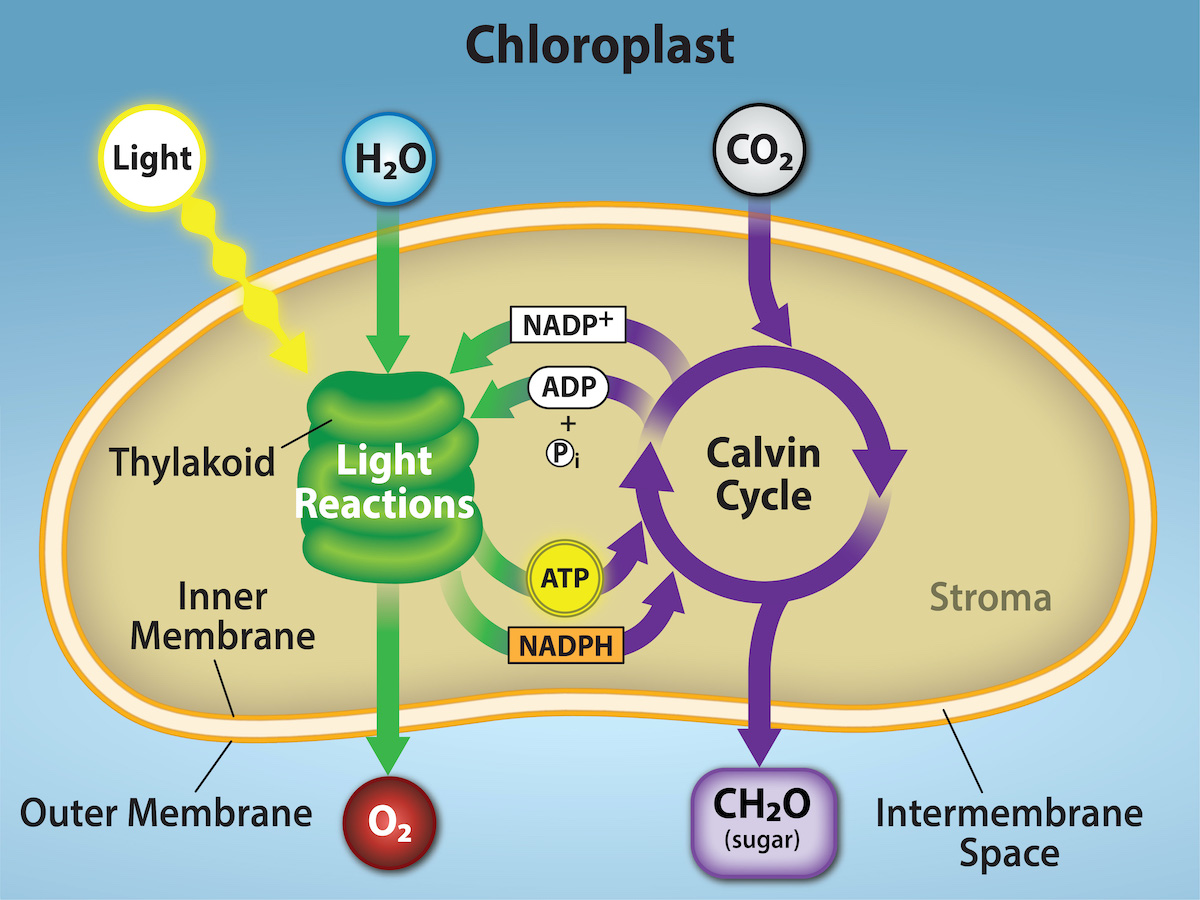 Chloroplast
Light
H₂O
CO₂
NADP⁺
ADP
+
Pᵢ
Thylakoid
Light
Reactions
Calvin
Cycle
ATP
NADPH
Inner
Membrane
Stroma
Outer Membrane
O₂
CH₂O
(sugar)
Intermembrane
Space